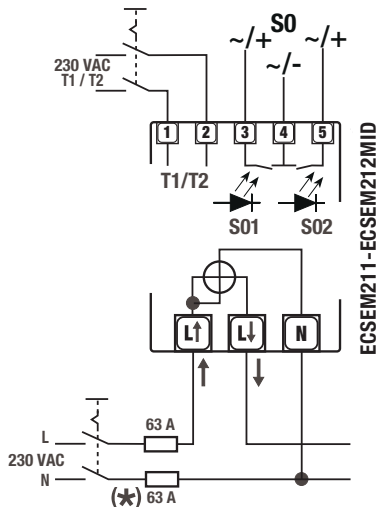 S0
~/+ ~/+
~/-
230 VAC
T1 / T2
1 2 3 4 5
T1/T2
S01 S02
ECSEM211-ECSEM212MID
L↑ L↓ N
63 A
L
230 VAC
N
(*) 63 A